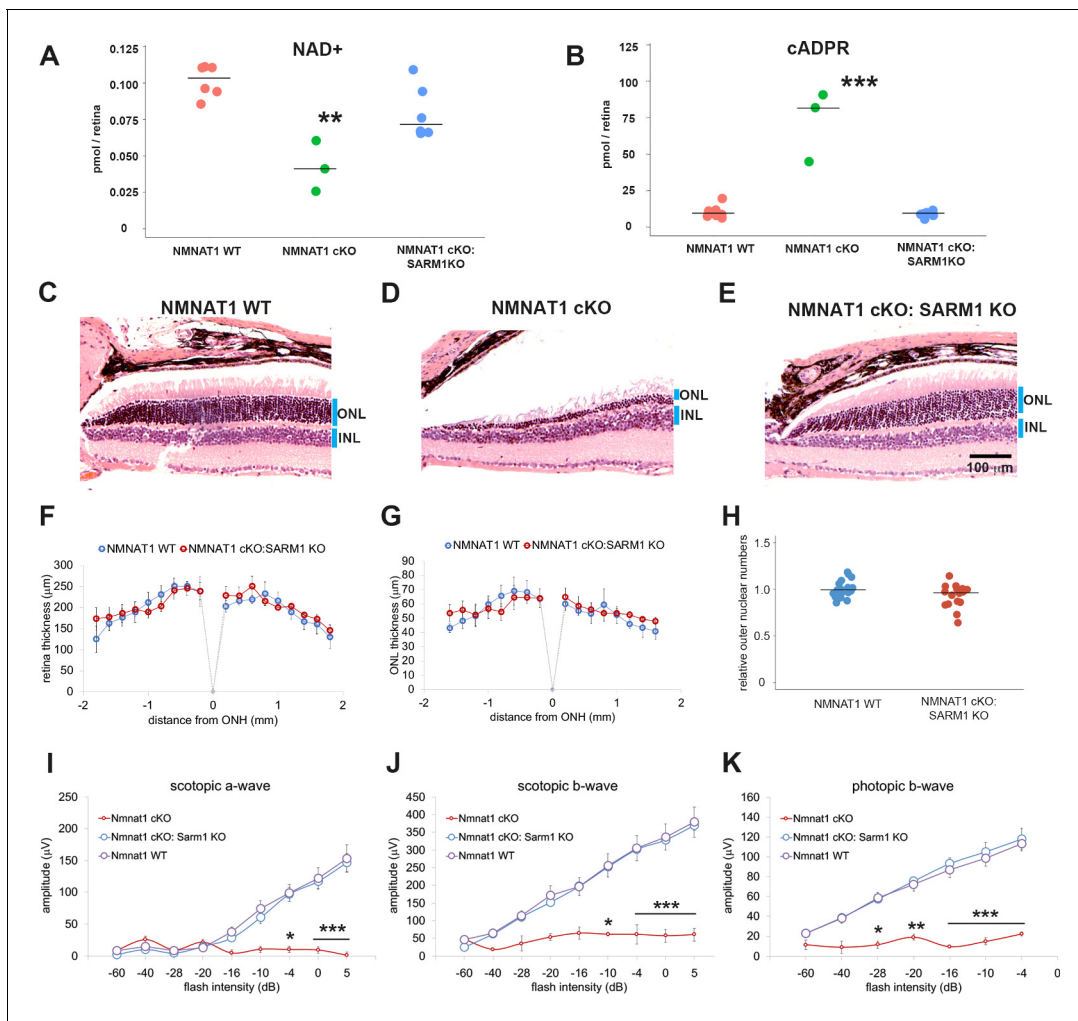 A
NAD+
pmol / retina
0.125
0.100
0.075
0.050
0.025
0
**
NMNAT1 WT
NMNAT1 cKO
NMNAT1 cKO:
SARM1KO
B
cADPR
pmol / retina
125
100
75
50
25
0
***
NMNAT1 WT
NMNAT1 cKO
NMNAT1 cKO:
SARM1KO
C
NMNAT1 WT
ONL
INL
D
NMNAT1 cKO
ONL
INL
E
NMNAT1 cKO: SARM1 KO
ONL
INL
100 μm
F
NMNAT1 WT
NMNAT1 cKO:SARM1 KO
retina thickness (μm)
300
250
200
150
100
50
0
-2 -1 0 1 2
distance from ONH (mm)
G
NMNAT1 WT
NMNAT1 cKO:SARM1 KO
ONL thickness (μm)
90
80
70
60
50
40
30
20
10
0
-2 -1 0 1 2
distance from ONH (mm)
H
relative outer nuclear numbers
1.5
1.0
0.5
0
NMNAT1 WT
NMNAT1 cKO:
SARM1 KO
I
scotopic a-wave
amplitude (μV)
250
200
150
100
50
0
Nmnat1 cKO
Nmnat1 cKO: Sarm1 KO
Nmnat1 WT
* ***
-60 -40 -28 -20 -16 -10 -4 0 5
flash intensity (dB)
J
scotopic b-wave
amplitude (μV)
450
400
350
300
250
200
150
100
50
0
Nmnat1 cKO
Nmnat1 cKO: Sarm1 KO
Nmnat1 WT
* ***
-60 -40 -28 -20 -16 -10 -4 0 5
flash intensity (dB)
K
photopic b-wave
amplitude (μV)
160
140
120
100
80
60
40
20
0
Nmnat1 cKO
Nmnat1 cKO: Sarm1 KO
Nmnat1 WT
* ** ***
-60 -40 -28 -20 -16 -10 -4 0
flash intensity (dB)